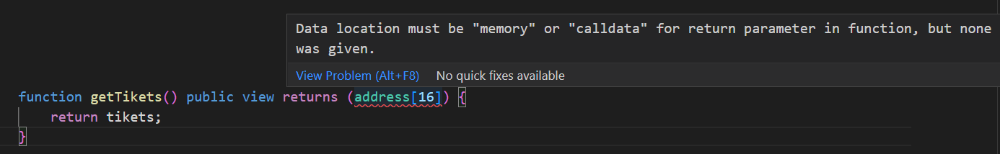 Data location must be "memory" or "calldata" for return parameter in function, but none
was given.
View Problem (Alt+F8) No quick fixes available
function getTikets() public view returns (address[16]) {
return tikets;
}